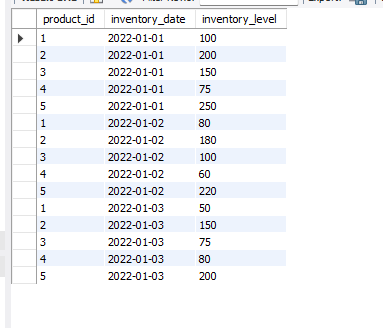 product_id inventory_date inventory_level
1 2022-01-01 100
2 2022-01-01 200
3 2022-01-01 150
4 2022-01-01 75
5 2022-01-01 250
1 2022-01-02 80
2 2022-01-02 180
3 2022-01-02 100
4 2022-01-02 60
5 2022-01-02 220
1 2022-01-03 50
2 2022-01-03 150
3 2022-01-03 75
4 2022-01-03 80
5 2022-01-03 200